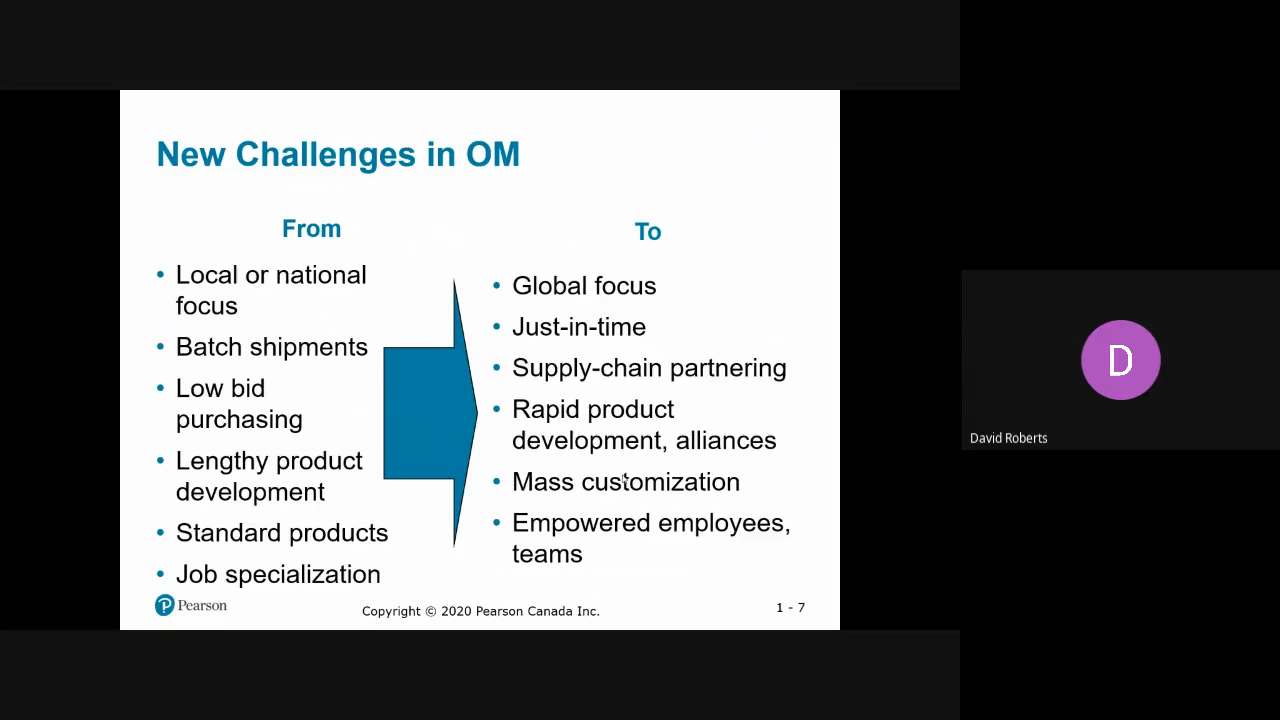 New Challenges in OM
From
Local or national
focus
Batch shipments
Low bid
purchasing
Lengthy product
development
Standard products
Job specialization
To
Global focus
Just-in-time
Supply-chain partnering
Rapid product
development, alliances
Mass customization
Empowered employees,
teams
Pearson
Copyright © 2020 Pearson Canada Inc.
1 - 7
D
David Roberts